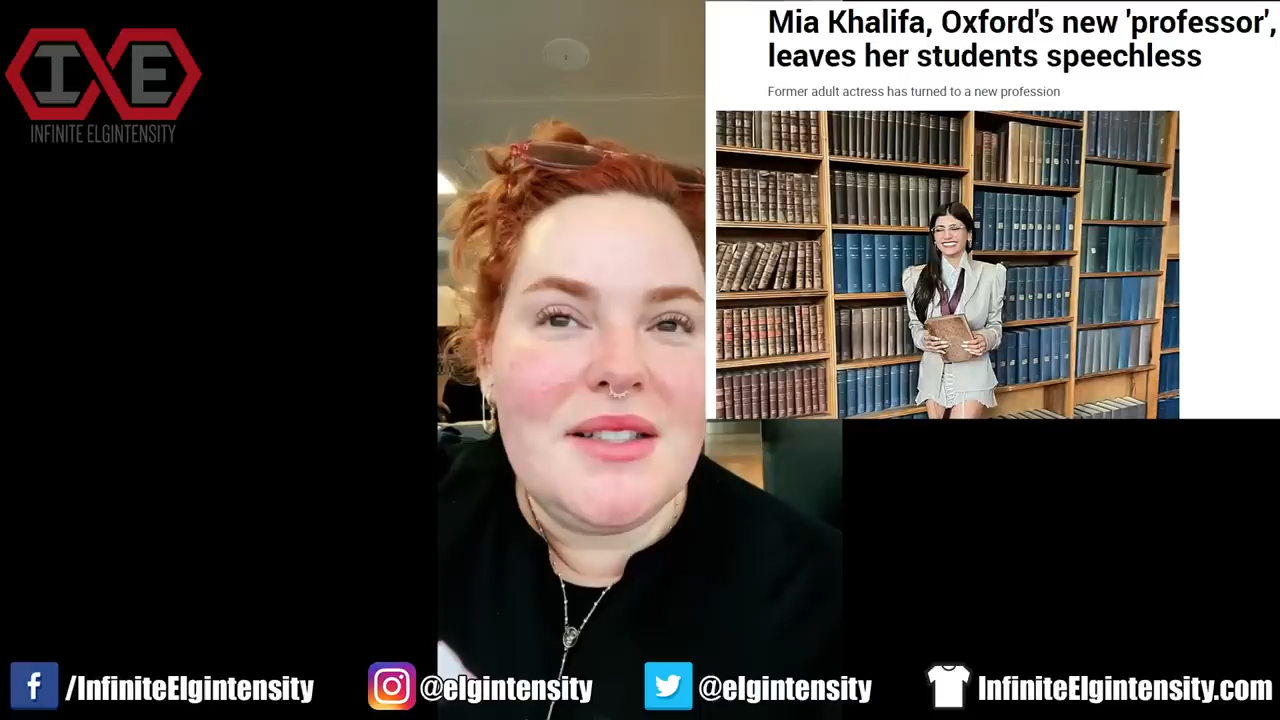 Mia Khalifa, Oxford's new 'professor',
leaves her students speechless
Former adult actress has turned to a new profession
IE
INFINITE ELGINTENSITY
/InfiniteElgintensity
@elgintensity
@elgintensity
InfiniteElgintensity.com